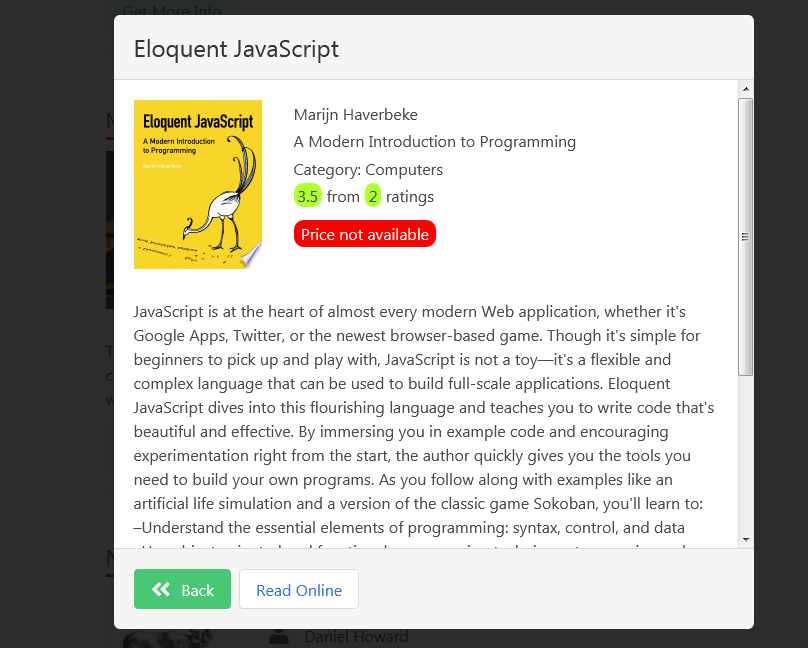 Get More Info
Eloquent JavaScript
Eloquent JavaScript
A Modern Introduction
to Programming
Marijn Haverbeke
Marijn Haverbeke
A Modern Introduction to Programming
Category: Computers
3.5 from 2 ratings
Price not available
JavaScript is at the heart of almost every modern Web application, whether it's
Google Apps, Twitter, or the newest browser-based game. Though it's simple for
beginners to pick up and play with, JavaScript is not a toy—it's a flexible and
complex language that can be used to build full-scale applications. Eloquent
JavaScript dives into this flourishing language and teaches you to write code that's
beautiful and effective. By immersing you in example code and encouraging
experimentation right from the start, the author quickly gives you the tools you
need to build your own programs. As you follow along with examples like an
artificial life simulation and a version of the classic game Sokoban, you'll learn to:
–Understand the essential elements of programming: syntax, control, and data
Back
Read Online
Daniel Howard